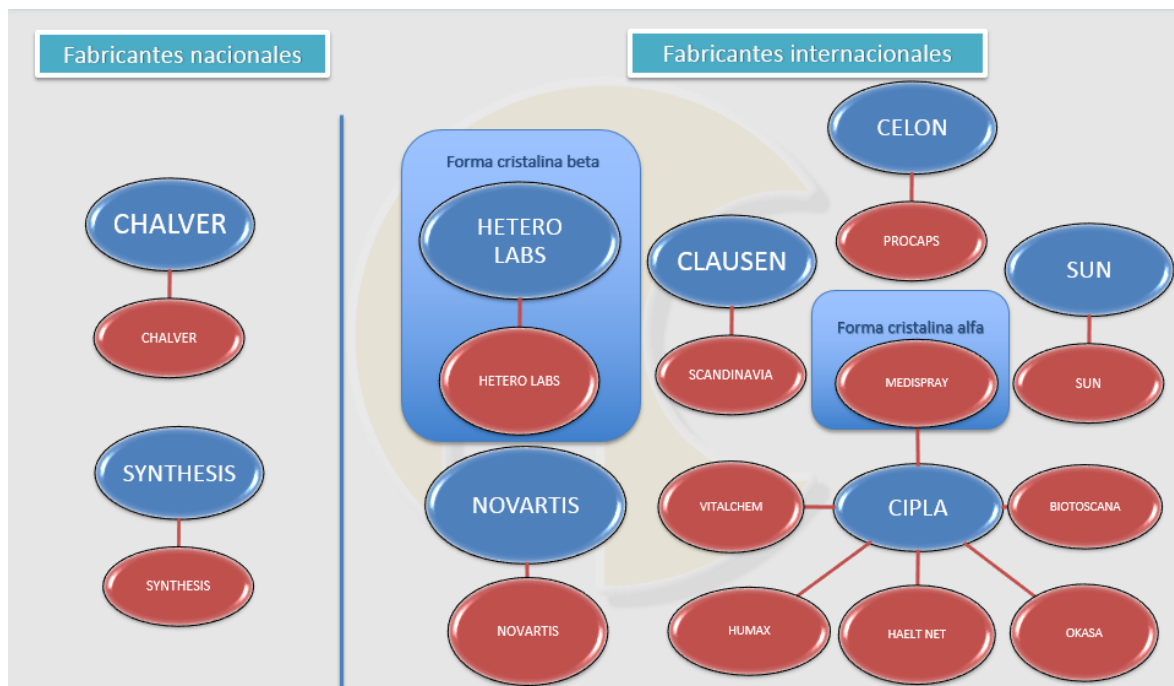 Fabricantes nacionales
Fabricantes internacionales
CHALVER
CHALVER
SYNTHESIS
SYNTHESIS
Forma cristalina beta
HETERO
LABS
HETERO LABS
NOVARTIS
NOVARTIS
CLAUSEN
SCANDINAVIA
CELON
PROCAPS
SUN
SUN
Forma cristalina alfa
MEDISPRAY
CIPLA
VITALCHEM
BIOTOSCANA
HUMAX
HAELT NET
OKASA